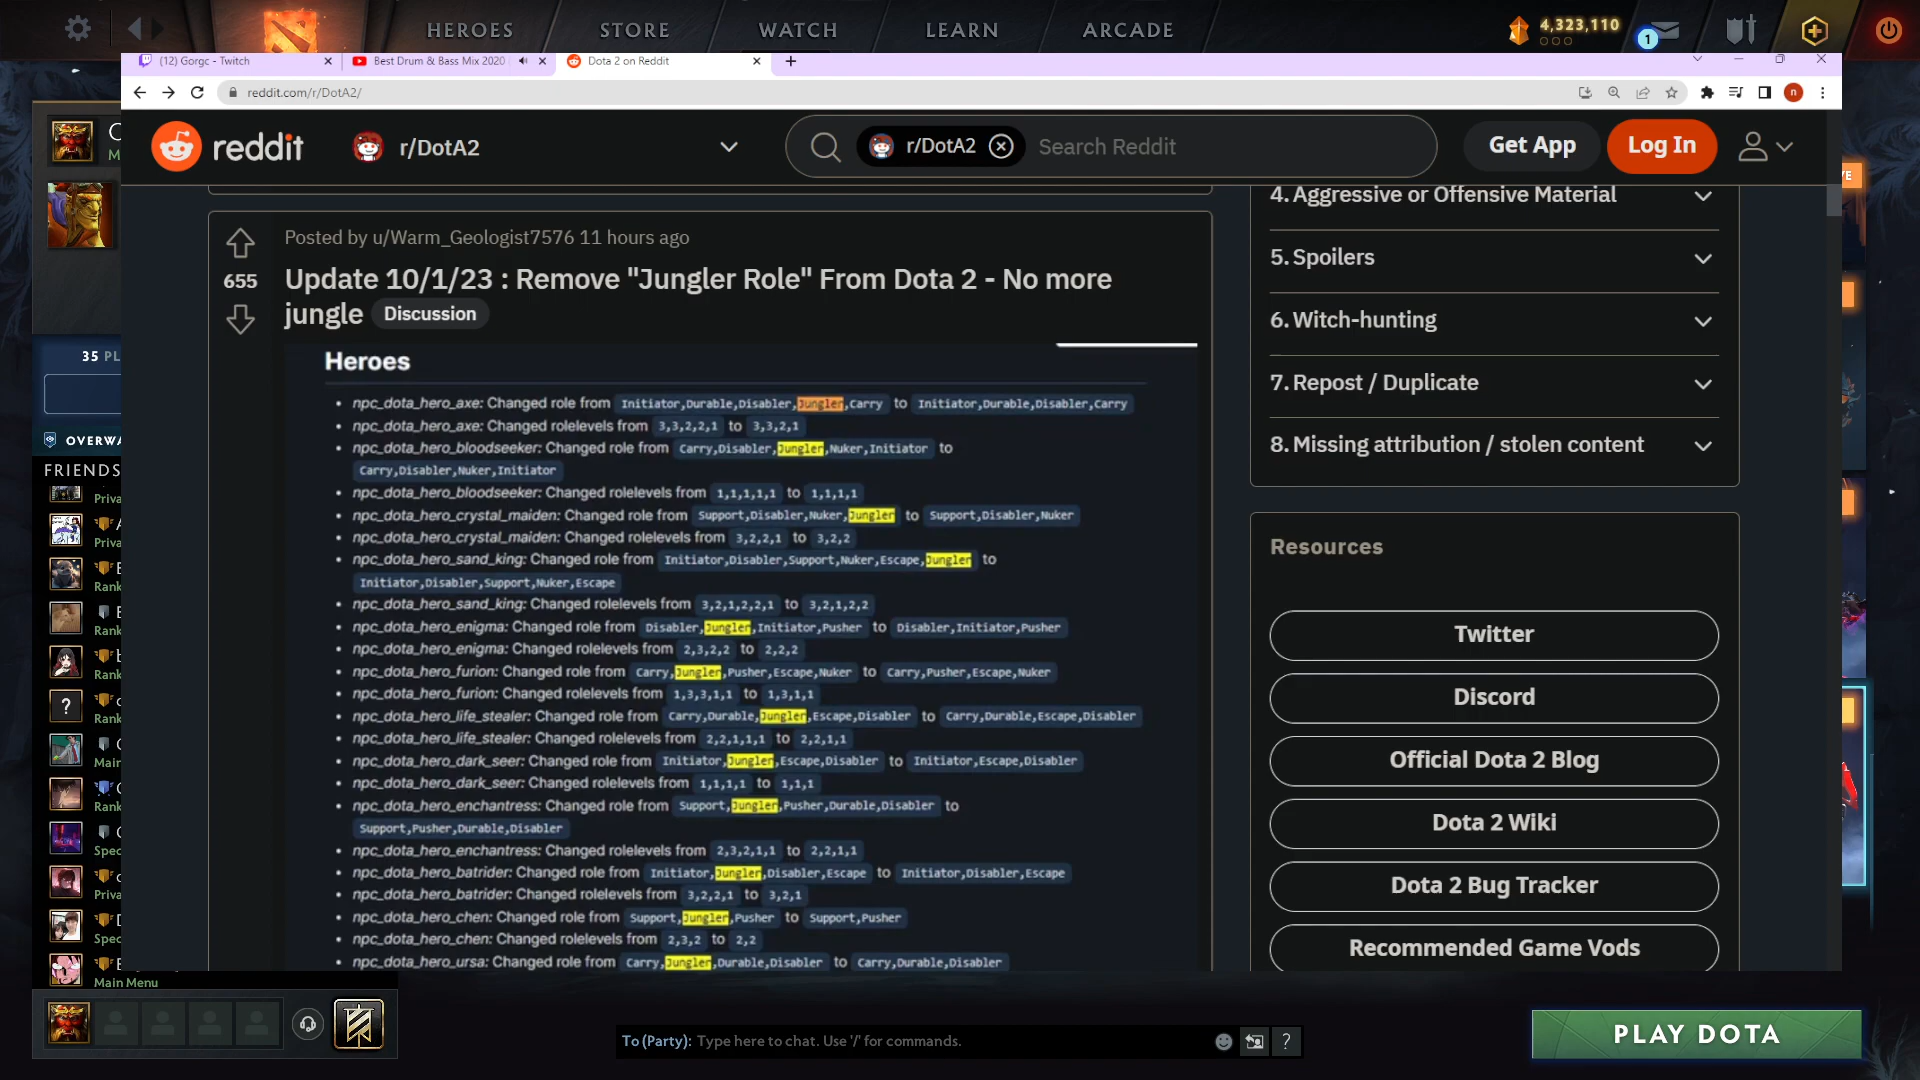 HEROES STORE WATCH LEARN ARCADE
4,323,110
1
(12) Gorgc - Twitch
Best Drum & Bass Mix 2020
Dota 2 on Reddit
reddit.com/r/DotA2/
n
reddit
r/DotA2
r/DotA2
Search Reddit
Get App
Log In
Posted by u/Warm_Geologist7576 11 hours ago
655
Update 10/1/23 : Remove "Jungler Role" From Dota 2 - No more
jungle Discussion
Heroes
• npc_dota_hero_axe: Changed role from Initiator,Durable,Disabler,Jungler,Carry to Initiator,Durable,Disabler,Carry
• npc_dota_hero_axe: Changed rolelevels from 3,3,2,2,1 to 3,3,2,1
• npc_dota_hero_bloodseeker: Changed role from Carry,Disabler,Jungler,Nuker,Initiator to
Carry,Disabler,Nuker,Initiator
• npc_dota_hero_bloodseeker: Changed rolelevels from 1,1,1,1,1 to 1,1,1,1
• npc_dota_hero_crystal_maiden: Changed role from Support,Disabler,Nuker,Jungler to Support,Disabler,Nuker
• npc_dota_hero_crystal_maiden: Changed rolelevels from 3,2,2,1 to 3,2,2
• npc_dota_hero_sand_king: Changed role from Initiator,Disabler,Support,Nuker,Escape,Jungler to
Initiator,Disabler,Support,Nuker,Escape
• npc_dota_hero_sand_king: Changed rolelevels from 3,2,1,2,2,1 to 3,2,1,2,2
• npc_dota_hero_enigma: Changed role from Disabler,Jungler,Initiator,Pusher to Disabler,Initiator,Pusher
• npc_dota_hero_enigma: Changed rolelevels from 2,3,2,2 to 2,2,2
• npc_dota_hero_furion: Changed role from Carry,Jungler,Pusher,Escape,Nuker to Carry,Pusher,Escape,Nuker
• npc_dota_hero_furion: Changed rolelevels from 1,3,3,1,1 to 1,3,1,1
• npc_dota_hero_life_stealer: Changed role from Carry,Durable,Jungler,Escape,Disabler to Carry,Durable,Escape,Disabler
• npc_dota_hero_life_stealer: Changed rolelevels from 2,2,1,1,1 to 2,2,1,1
• npc_dota_hero_dark_seer: Changed role from Initiator,Jungler,Escape,Disabler to Initiator,Escape,Disabler
• npc_dota_hero_dark_seer: Changed rolelevels from 1,1,1,1 to 1,1,1
• npc_dota_hero_enchantress: Changed role from Support,Jungler,Pusher,Durable,Disabler to
Support,Pusher,Durable,Disabler
• npc_dota_hero_enchantress: Changed rolelevels from 2,3,2,1,1 to 2,2,1,1
• npc_dota_hero_batrider: Changed role from Initiator,Jungler,Disabler,Escape to Initiator,Disabler,Escape
• npc_dota_hero_batrider: Changed rolelevels from 3,2,2,1 to 3,2,1
• npc_dota_hero_chen: Changed role from Support,Jungler,Pusher to Support,Pusher
• npc_dota_hero_chen: Changed rolelevels from 2,3,2 to 2,2
• npc_dota_hero_ursa: Changed role from Carry,Jungler,Durable,Disabler to Carry,Durable,Disabler
4. Aggressive or Offensive Material
5. Spoilers
6. Witch-hunting
7. Repost / Duplicate
8. Missing attribution / stolen content
Resources
Twitter
Discord
Official Dota 2 Blog
Dota 2 Wiki
Dota 2 Bug Tracker
Recommended Game Vods
35 PL
OVERWA
FRIENDS
Priva
Priva
Rank
Rank
Rank
?
Rank
Main
Rank
Spec
Priva
Spec
Main Menu
To (Party): Type here to chat. Use '/' for commands.
?
PLAY DOTA